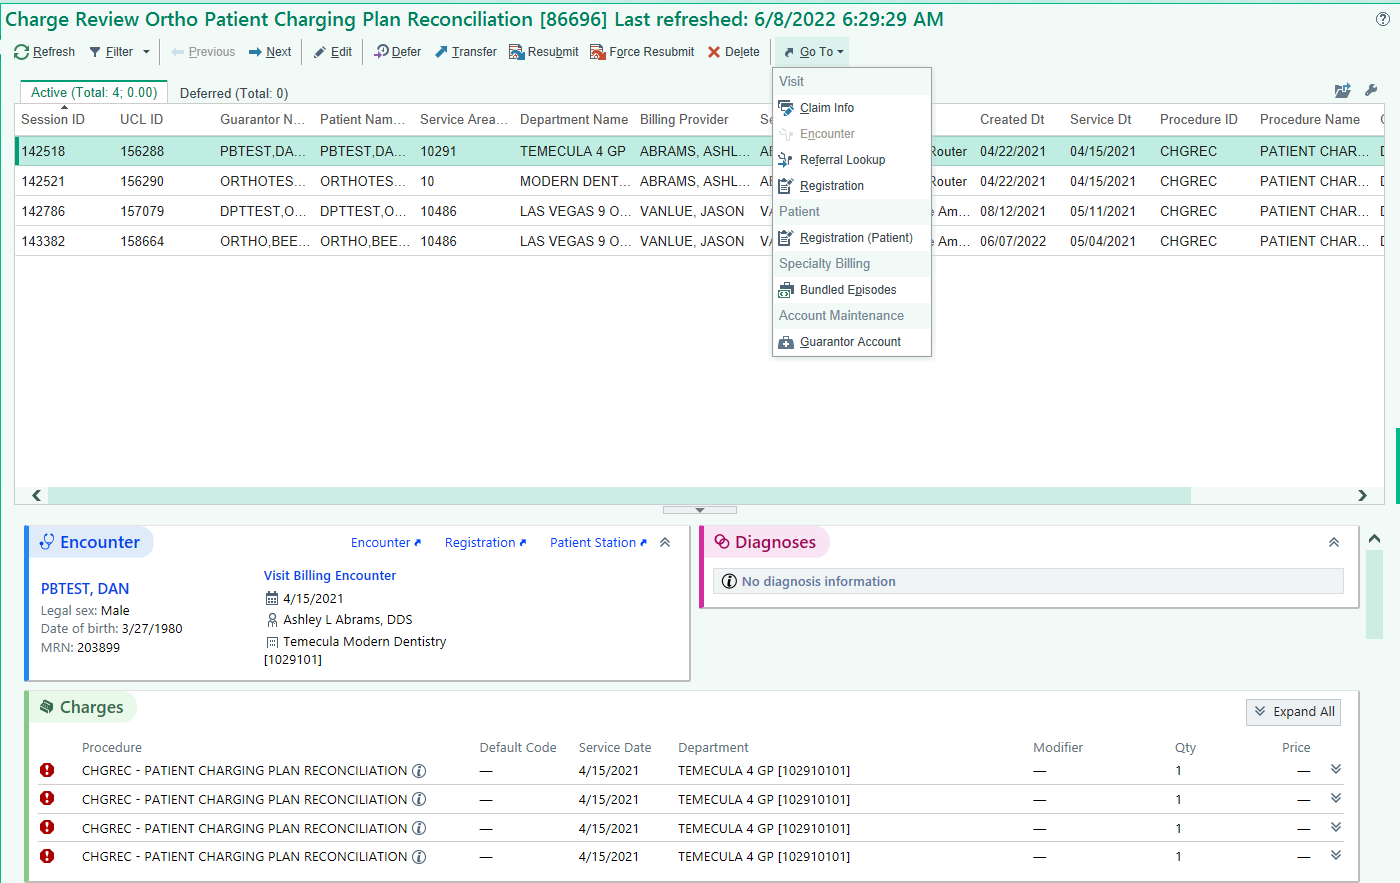 Charge Review Ortho Patient Charging Plan Reconciliation [86696] Last refreshed: 6/8/2022 6:29:29 AM
Refresh Filter Previous Next Edit Defer Transfer Resubmit Force Resubmit Delete Go To
Active (Total: 4; 0.00) Deferred (Total: 0)
Session ID UCL ID Guarantor N... Patient Nam... Service Area... Department Name Billing Provider Se Created Dt Service Dt Procedure ID Procedure Name
142518 156288 PBTEST,DA... PBTEST,DA... 10291 TEMECULA 4 GP ABRAMS, ASHL... AB Router 04/22/2021 04/15/2021 CHGREC PATIENT CHAR...
142521 156290 ORTHOTES... ORTHOTES... 10 MODERN DENT... ABRAMS, ASHL... AB Router 04/22/2021 04/15/2021 CHGREC PATIENT CHAR...
142786 157079 DPTTEST,O... DPTTEST,O... 10486 LAS VEGAS 9 O... VANLUE, JASON VA e Am... 08/12/2021 05/11/2021 CHGREC PATIENT CHAR...
143382 158664 ORTHO,BEE... ORTHO,BEE... 10486 LAS VEGAS 9 O... VANLUE, JASON VA e Am... 06/07/2022 05/04/2021 CHGREC PATIENT CHAR...
Visit
Claim Info
Encounter
Referral Lookup
Registration
Patient
Registration (Patient)
Specialty Billing
Bundled Episodes
Account Maintenance
Guarantor Account
Encounter Encounter Registration Patient Station
PBTEST, DAN
Legal sex: Male
Date of birth: 3/27/1980
MRN: 203899
Visit Billing Encounter
4/15/2021
Ashley L Abrams, DDS
Temecula Modern Dentistry
[1029101]
Diagnoses
No diagnosis information
Charges
Expand All
Procedure Default Code Service Date Department Modifier Qty Price
CHGREC - PATIENT CHARGING PLAN RECONCILIATION — 4/15/2021 TEMECULA 4 GP [102910101] — 1 —
CHGREC - PATIENT CHARGING PLAN RECONCILIATION — 4/15/2021 TEMECULA 4 GP [102910101] — 1 —
CHGREC - PATIENT CHARGING PLAN RECONCILIATION — 4/15/2021 TEMECULA 4 GP [102910101] — 1 —
CHGREC - PATIENT CHARGING PLAN RECONCILIATION — 4/15/2021 TEMECULA 4 GP [102910101] — 1 —